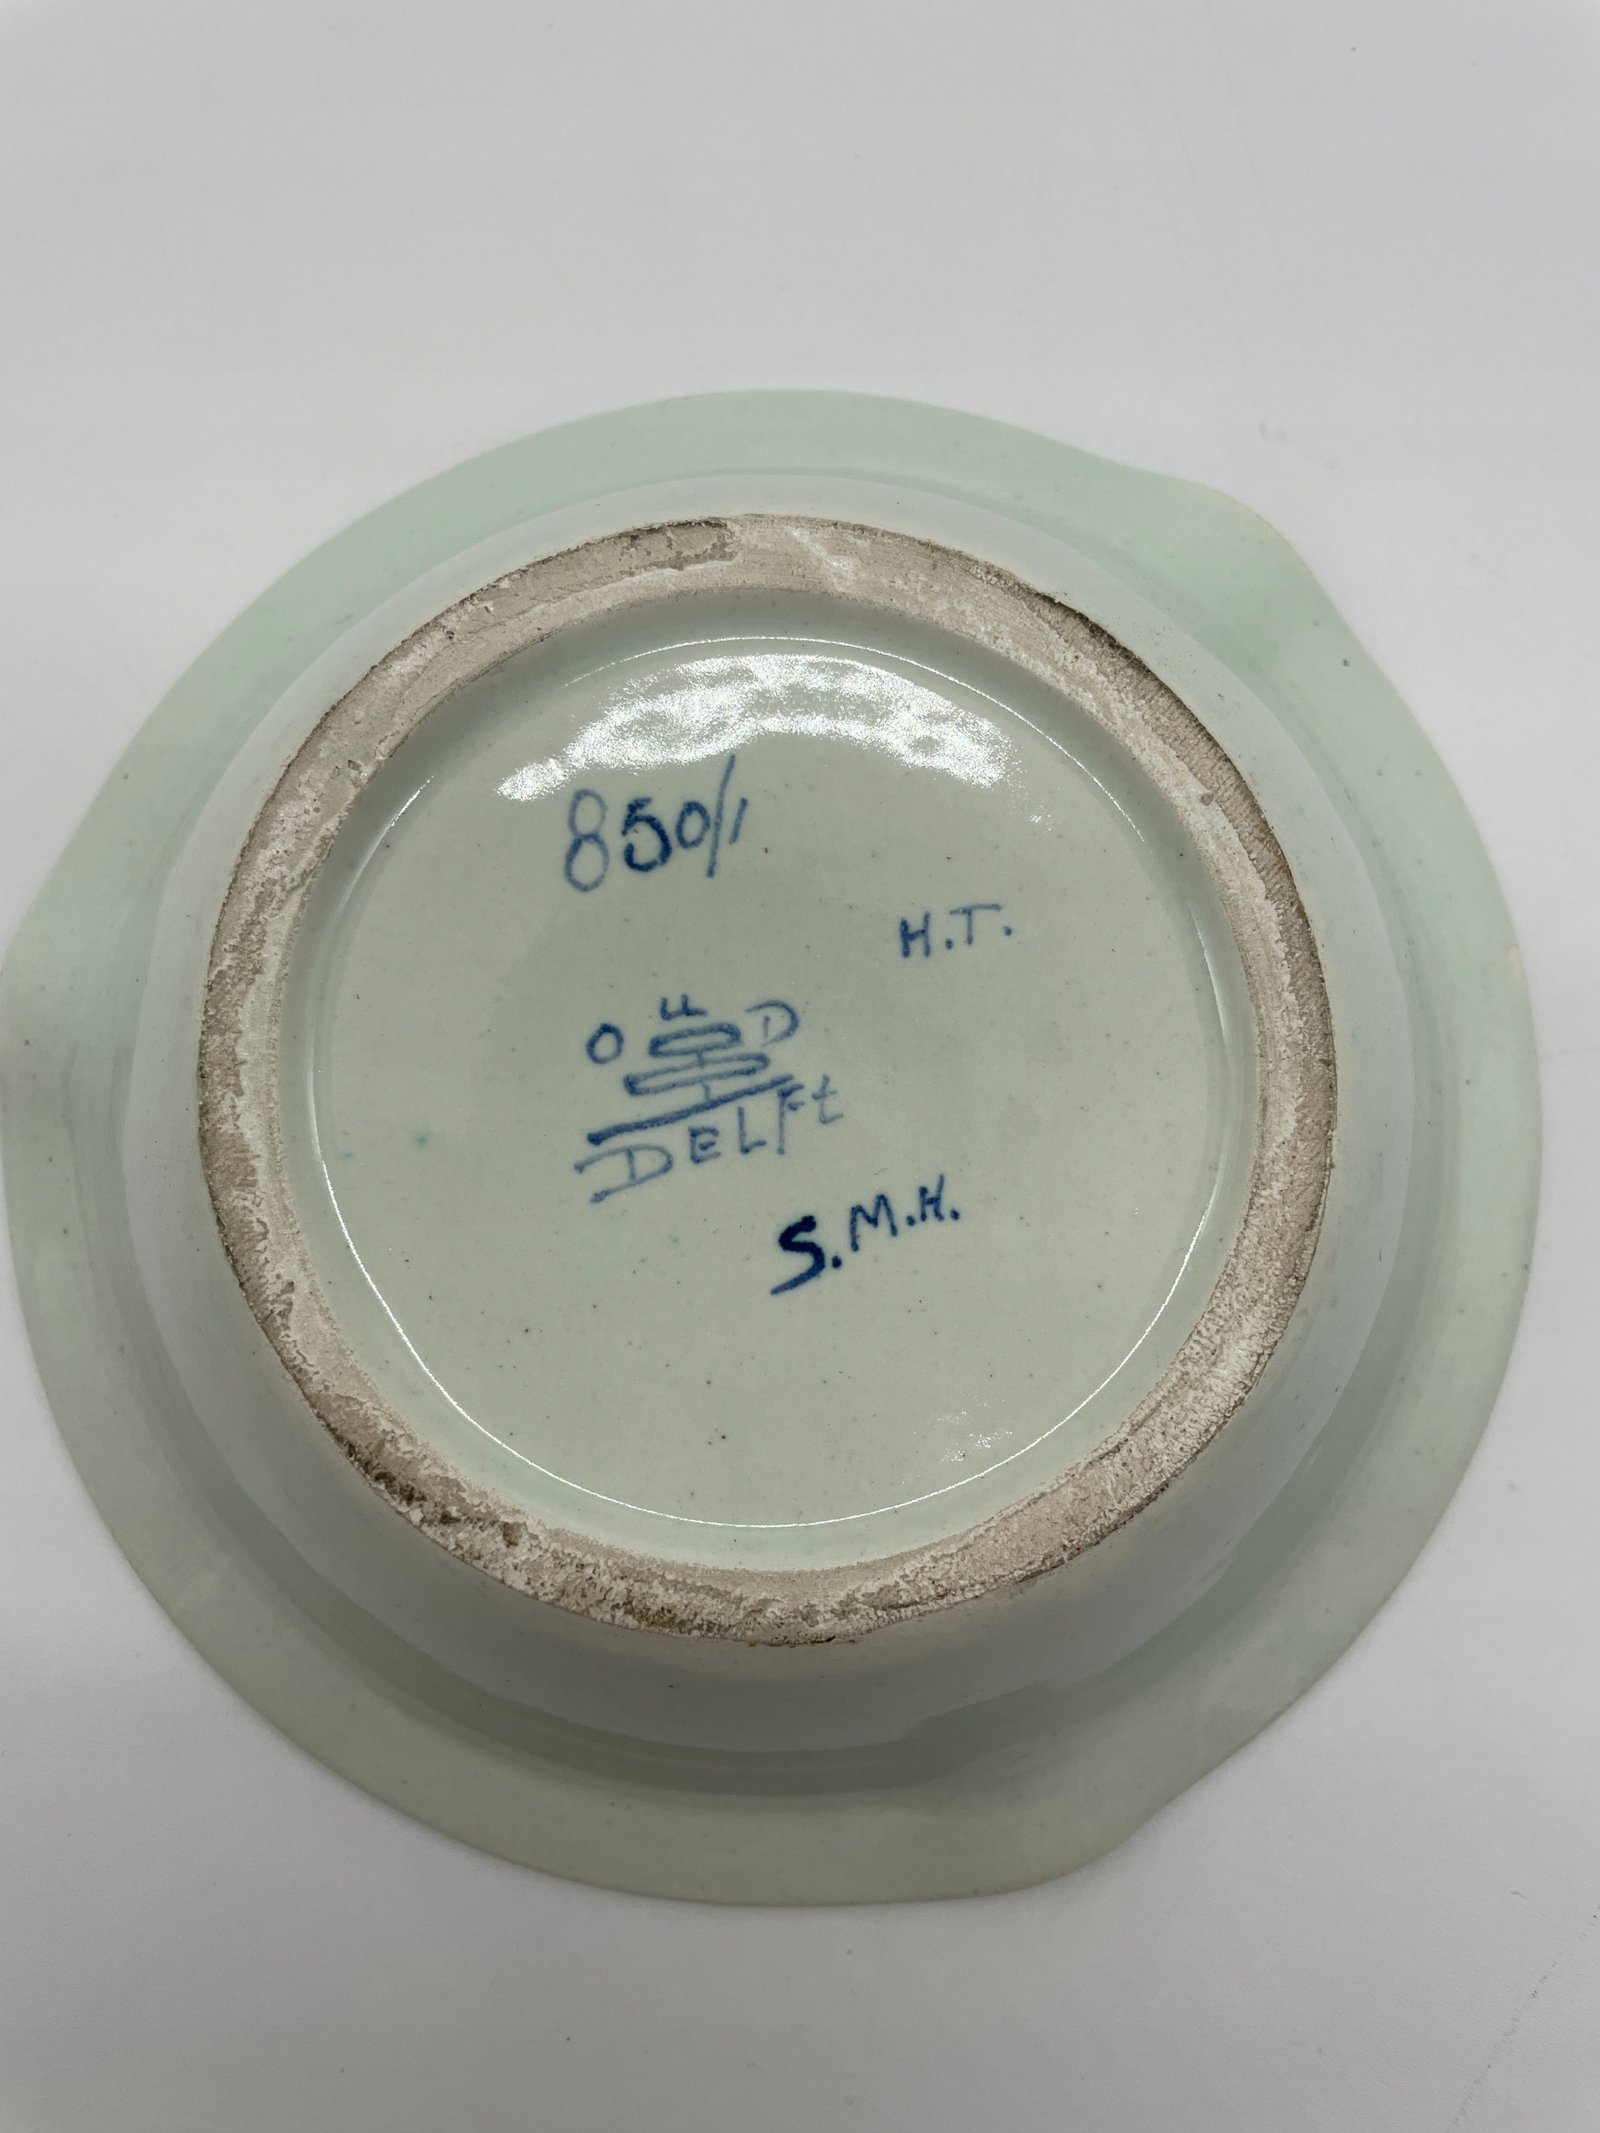 850/1
H.T.
OUD
DELFt
S.M.H.